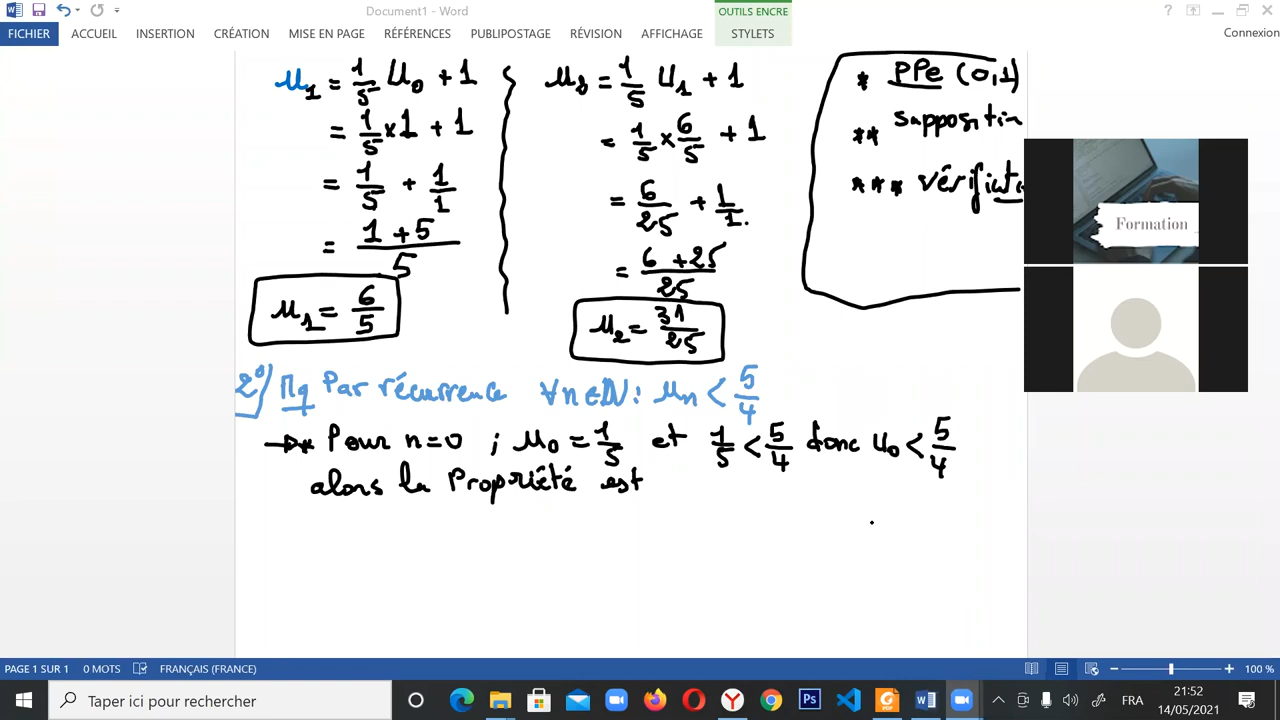 Document1 - Word
OUTILS ENCRE
FICHIER ACCUEIL INSERTION CRÉATION MISE EN PAGE RÉFÉRENCES PUBLIPOSTAGE RÉVISION AFFICHAGE STYLETS
Connexion
u₁ = 1/5 u₀ + 1
= 1/5 × 1 + 1
= 1/5 + 1/1
= (1 + 5)/5
u₁ = 6/5
u₂ = 1/5 u₁ + 1
= 1/5 × 6/5 + 1
= 6/25 + 1/1.
= (6 + 25)/25
u₂ = 31/25
* PPe (0,1)
** supposition
*** vérificatio
Formation
2°/ Mq Par récurrence ∀n∈ℕ: uₙ < 5/4
→* Pour n=0 ; u₀ = 1/5 et 1/5 < 5/4 donc u₀ < 5/4
alors la Propriété est
PAGE 1 SUR 1 0 MOTS FRANÇAIS (FRANCE) 100 %
Taper ici pour rechercher
Ps
PDF
FRA
21:52
14/05/2021